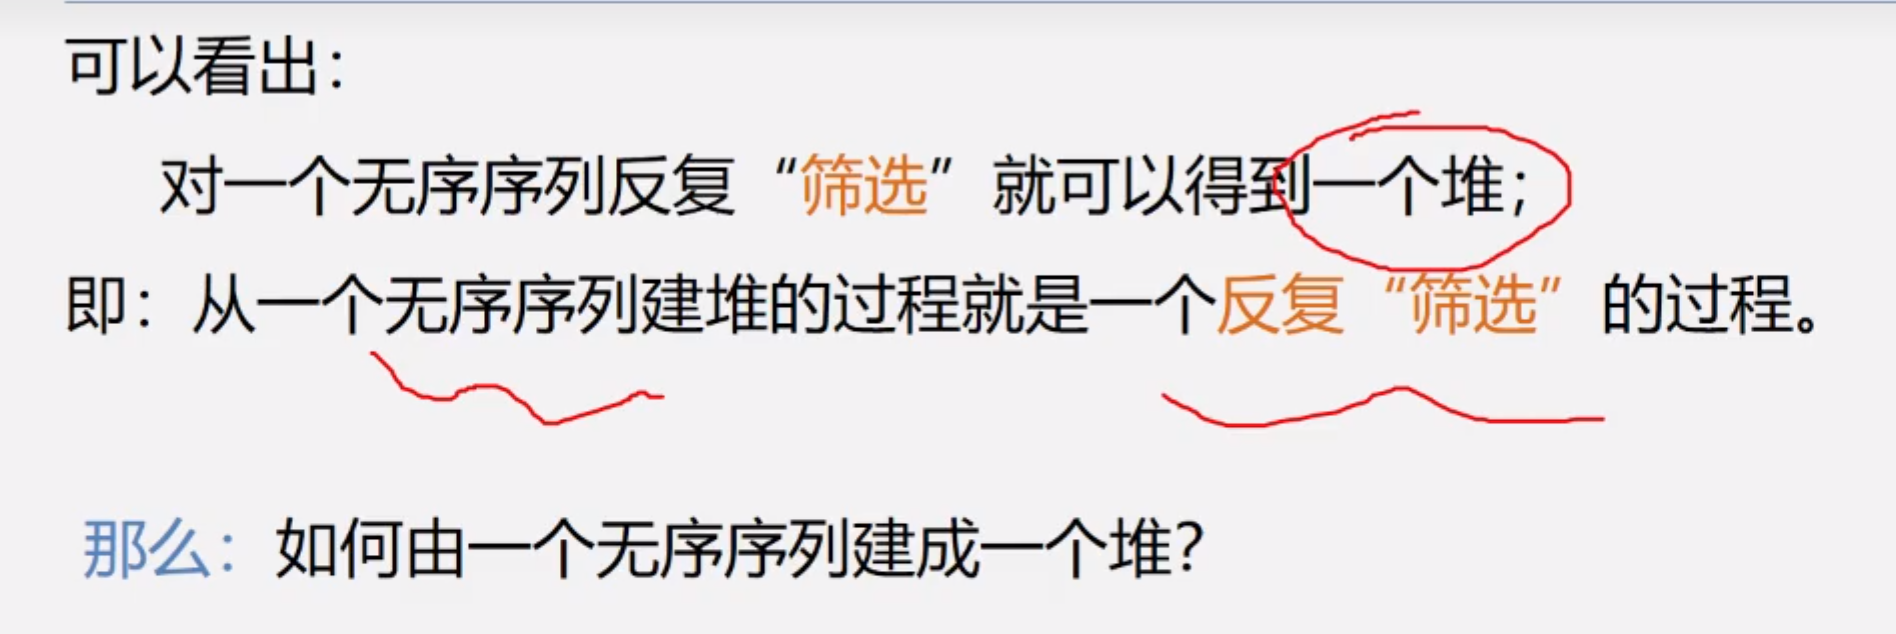 可以看出：
对一个无序序列反复“筛选”就可以得到一个堆；
即：从一个无序序列建堆的过程就是一个反复“筛选”的过程。
那么：如何由一个无序序列建成一个堆？